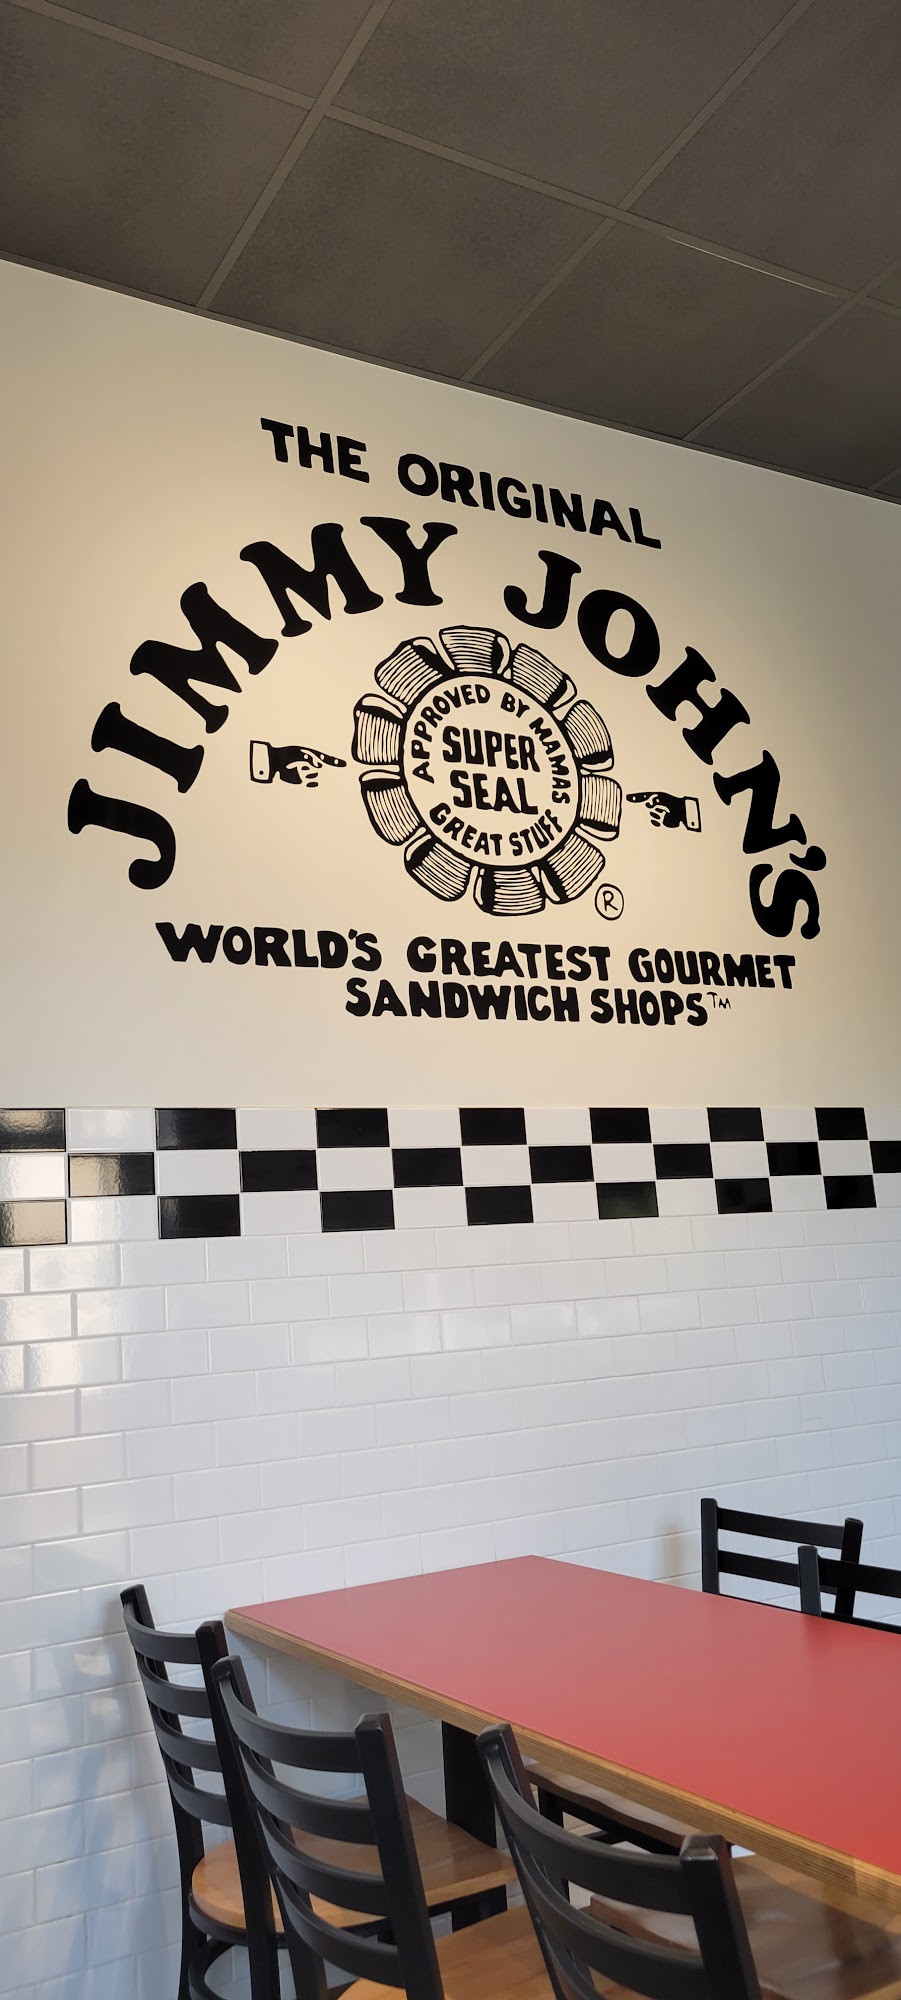 THE ORIGINAL
JIMMY JOHN'S
APPROVED BY MAMAS
SUPER
SEAL
GREAT STUFF
®
WORLD'S GREATEST GOURMET
SANDWICH SHOPS™